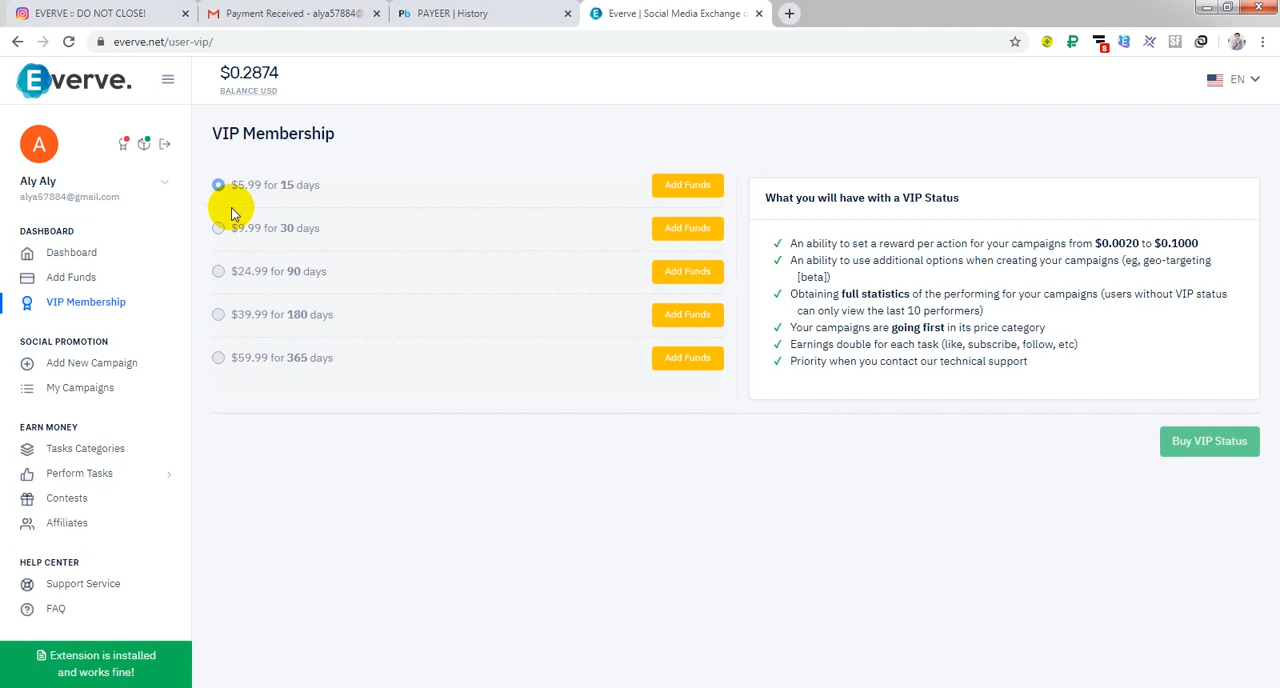 EVERVE :: DO NOT CLOSE!
Payment Received - alya57884@
PAYEER | History
Everve | Social Media Exchange o
everve.net/user-vip/
8
Everve.
$0.2874
BALANCE USD
EN
A
Aly Aly
alya57884@gmail.com
DASHBOARD
Dashboard
Add Funds
VIP Membership
SOCIAL PROMOTION
Add New Campaign
My Campaigns
EARN MONEY
Tasks Categories
Perform Tasks
Contests
Affiliates
HELP CENTER
Support Service
FAQ
Extension is installed
and works fine!
VIP Membership
$5.99 for 15 days Add Funds
$9.99 for 30 days Add Funds
$24.99 for 90 days Add Funds
$39.99 for 180 days Add Funds
$59.99 for 365 days Add Funds
What you will have with a VIP Status
An ability to set a reward per action for your campaigns from $0.0020 to $0.1000
An ability to use additional options when creating your campaigns (eg, geo-targeting
[beta])
Obtaining full statistics of the performing for your campaigns (users without VIP status
can only view the last 10 performers)
Your campaigns are going first in its price category
Earnings double for each task (like, subscribe, follow, etc)
Priority when you contact our technical support
Buy VIP Status